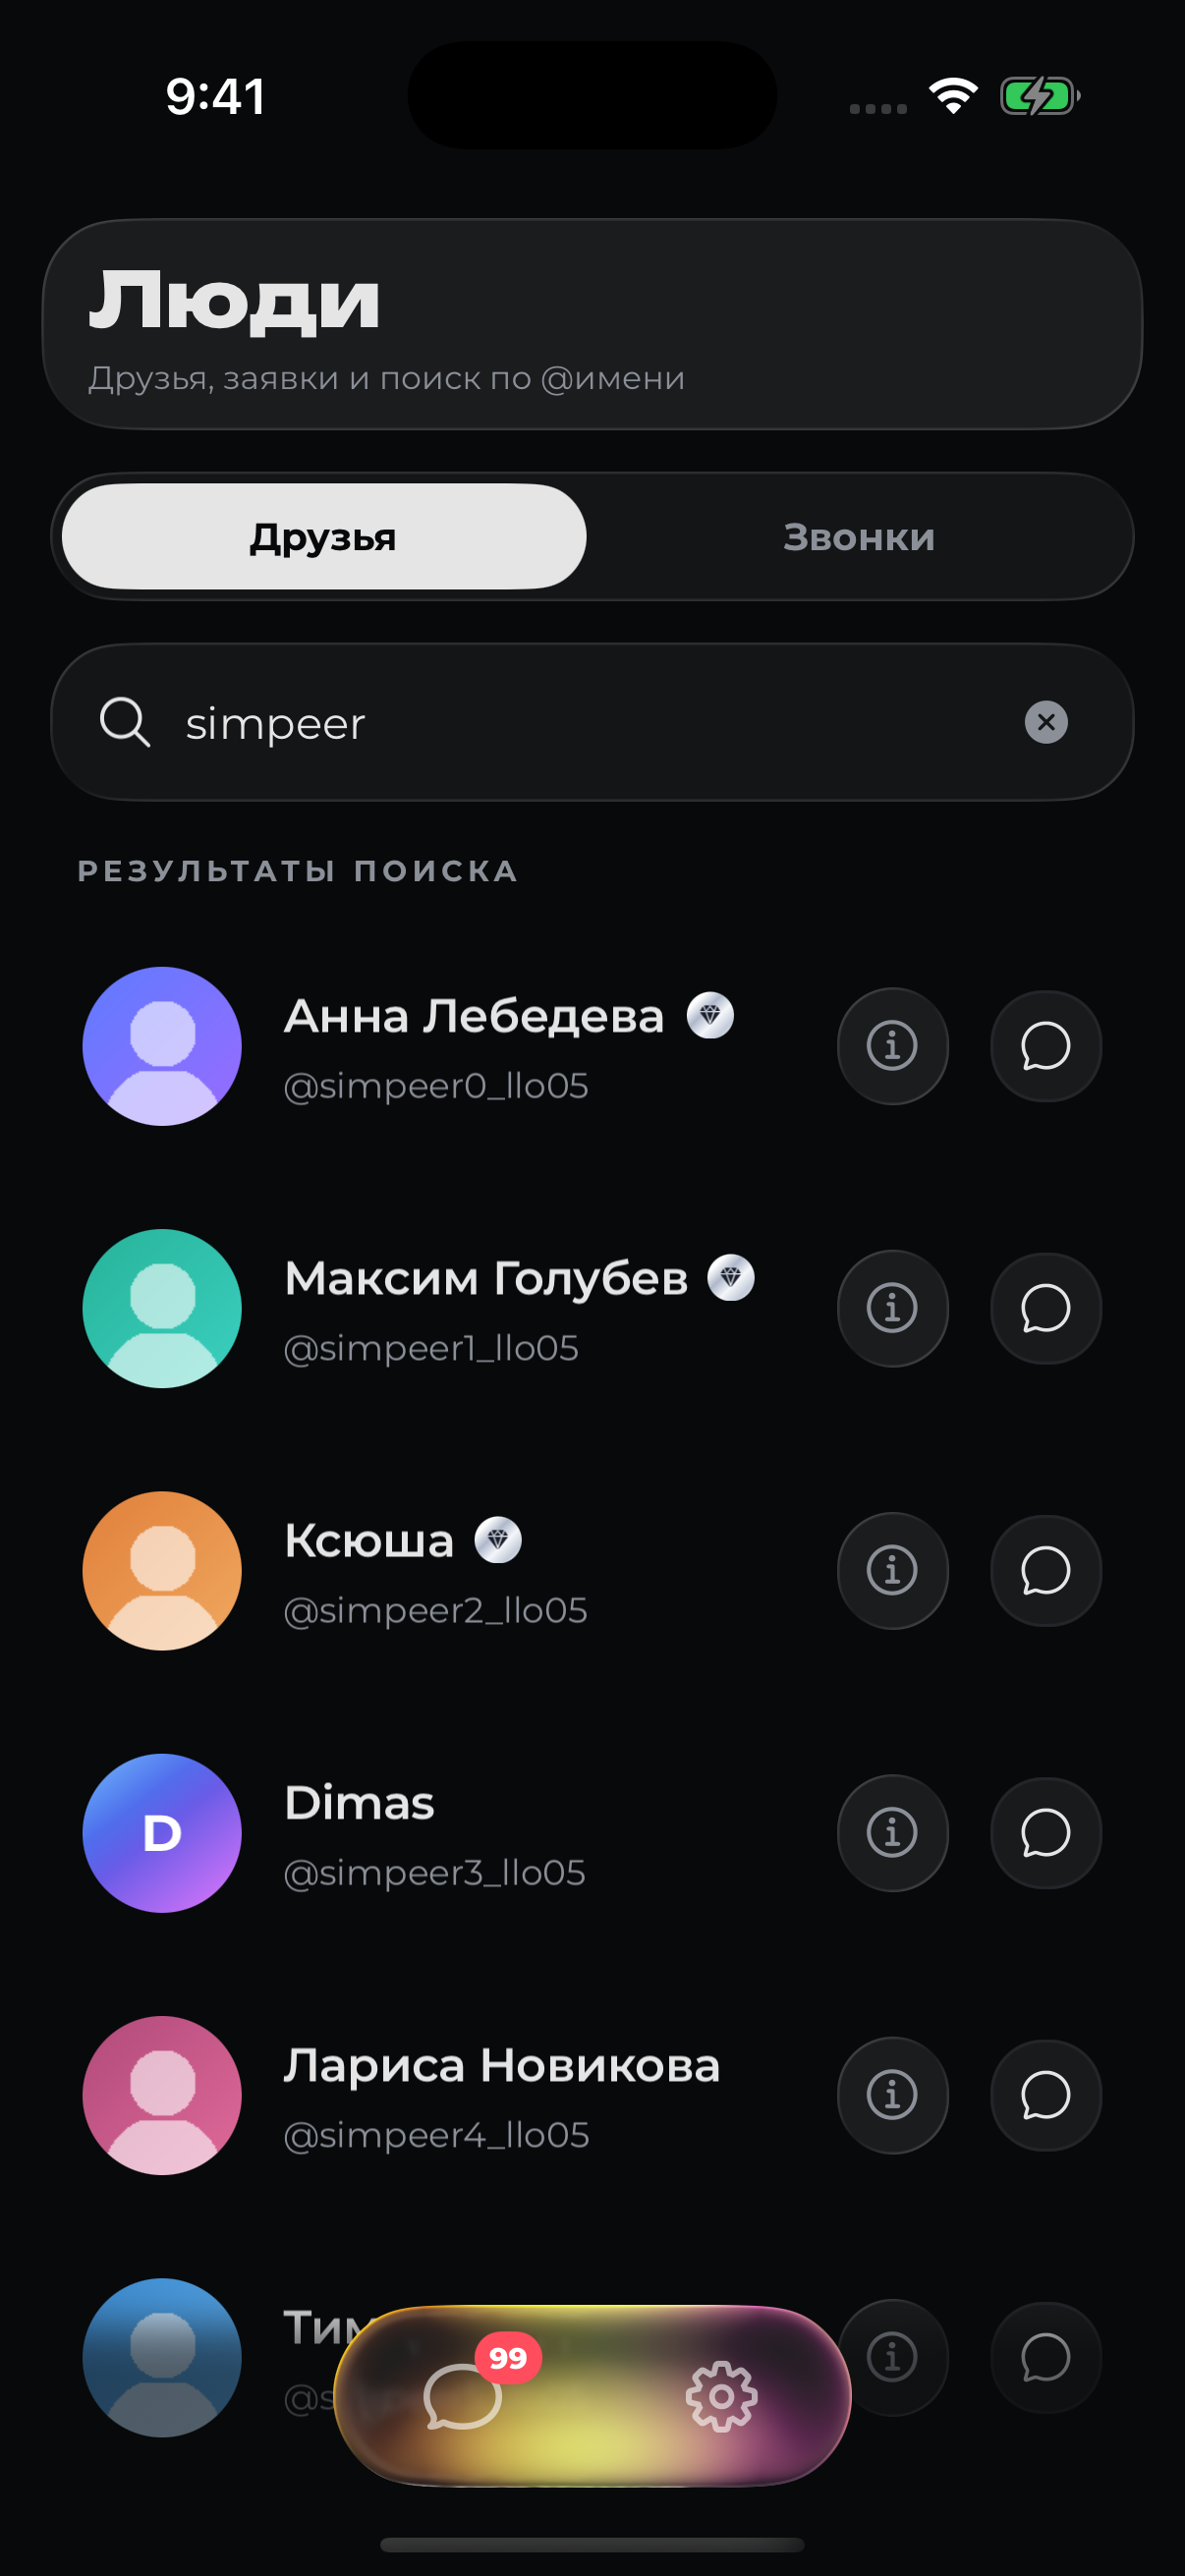 9:41
Люди
Друзья, заявки и поиск по @имени
Друзья
Звонки
simpeer
РЕЗУЛЬТАТЫ ПОИСКА
Анна Лебедева
@simpeer0_llo05
Максим Голубев
@simpeer1_llo05
Ксюша
@simpeer2_llo05
D
Dimas
@simpeer3_llo05
Лариса Новикова
@simpeer4_llo05
99